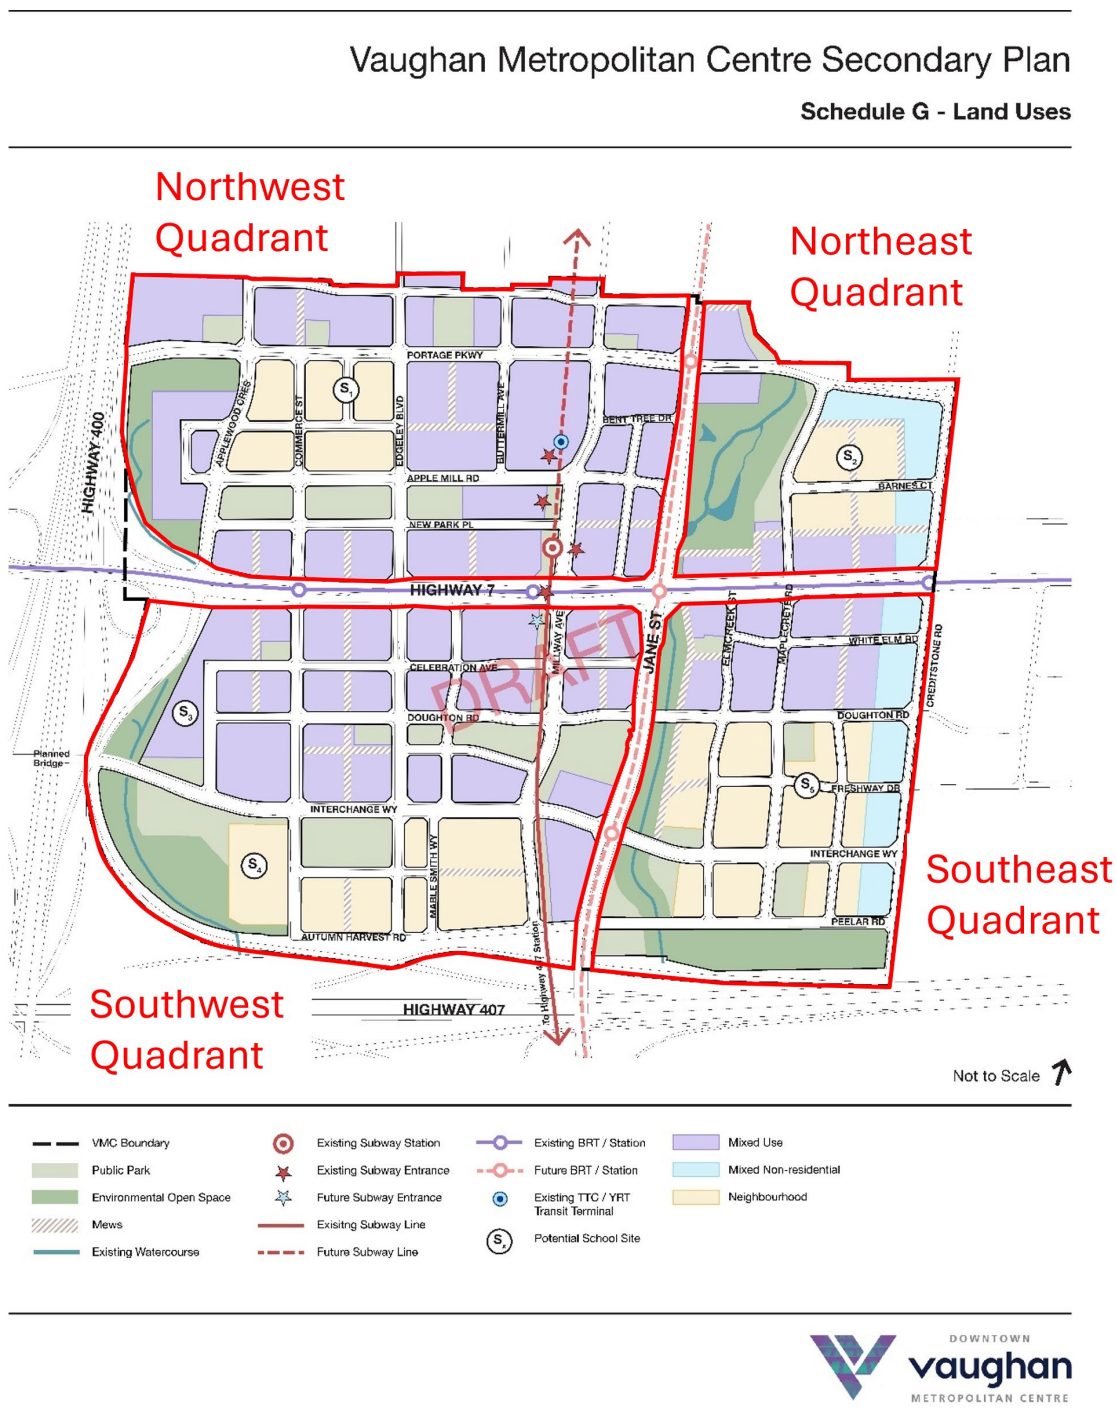 Vaughan Metropolitan Centre Secondary Plan
Schedule G - Land Uses
Northwest
Quadrant
Northeast
Quadrant
PORTAGE PKWY
S1
APPLEWOOD CRES
COMMERCE ST
EDGELEY BLVD
BUTTERMILL AVE
BENT TREE DR
HIGHWAY 400
S2
APPLE MILL RD
BARNES CT
NEW PARK PL
HIGHWAY 7
MILLWAY AVE
JANE ST
ELMCREEK ST
MAPLECRETE RD
WHITE ELM RD
CREDITSTONE RD
CELEBRATION AVE
DRAFT
S3
DOUGHTON RD
DOUGHTON RD
Planned
Bridge
S5
FRESHWAY DR
INTERCHANGE WY
INTERCHANGE WY
S4
MABLE SMITH WY
PEELAR RD
AUTUMN HARVEST RD
Southeast
Quadrant
To Highway 407 Station
Southwest
Quadrant
HIGHWAY 407
Not to Scale
VMC Boundary
Public Park
Environmental Open Space
Mews
Existing Watercourse
Existing Subway Station
Existing Subway Entrance
Future Subway Entrance
Exisitng Subway Line
Future Subway Line
Existing BRT / Station
Future BRT / Station
Existing TTC / YRT
Transit Terminal
Sx
Potential School Site
Mixed Use
Mixed Non-residential
Neighbourhood
DOWNTOWN
vaughan
METROPOLITAN CENTRE